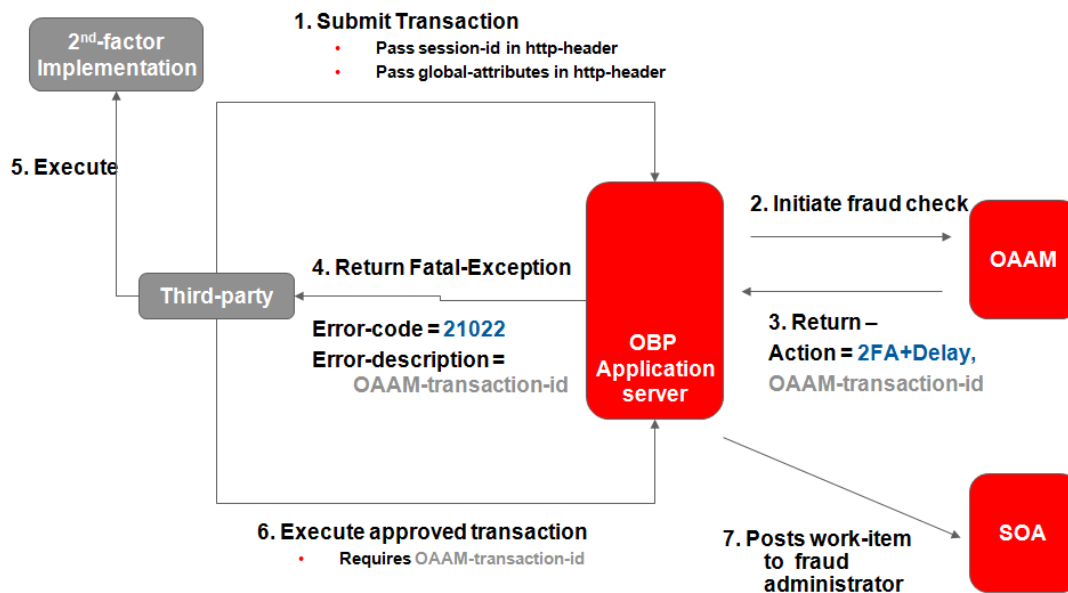 1. Submit Transaction
• Pass session-id in http-header
• Pass global-attributes in http-header
2nd-factor
Implementation
5. Execute
2. Initiate fraud check
OAAM
4. Return Fatal-Exception
Third-party
Error-code = 21022
Error-description =
OAAM-transaction-id
OBP
Application
server
3. Return –
Action = 2FA+Delay,
OAAM-transaction-id
6. Execute approved transaction
• Requires OAAM-transaction-id
7. Posts work-item
to fraud
administrator
SOA